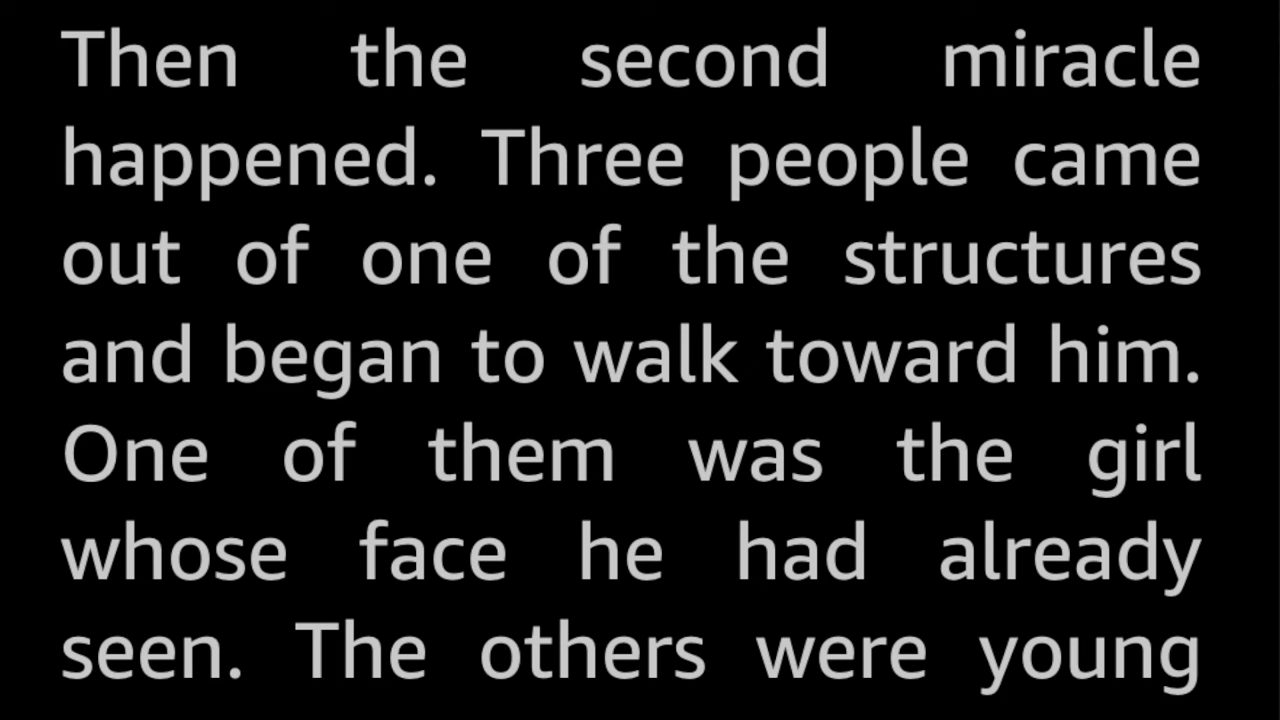 Then the second miracle
happened. Three people came
out of one of the structures
and began to walk toward him.
One of them was the girl
whose face he had already
seen. The others were young